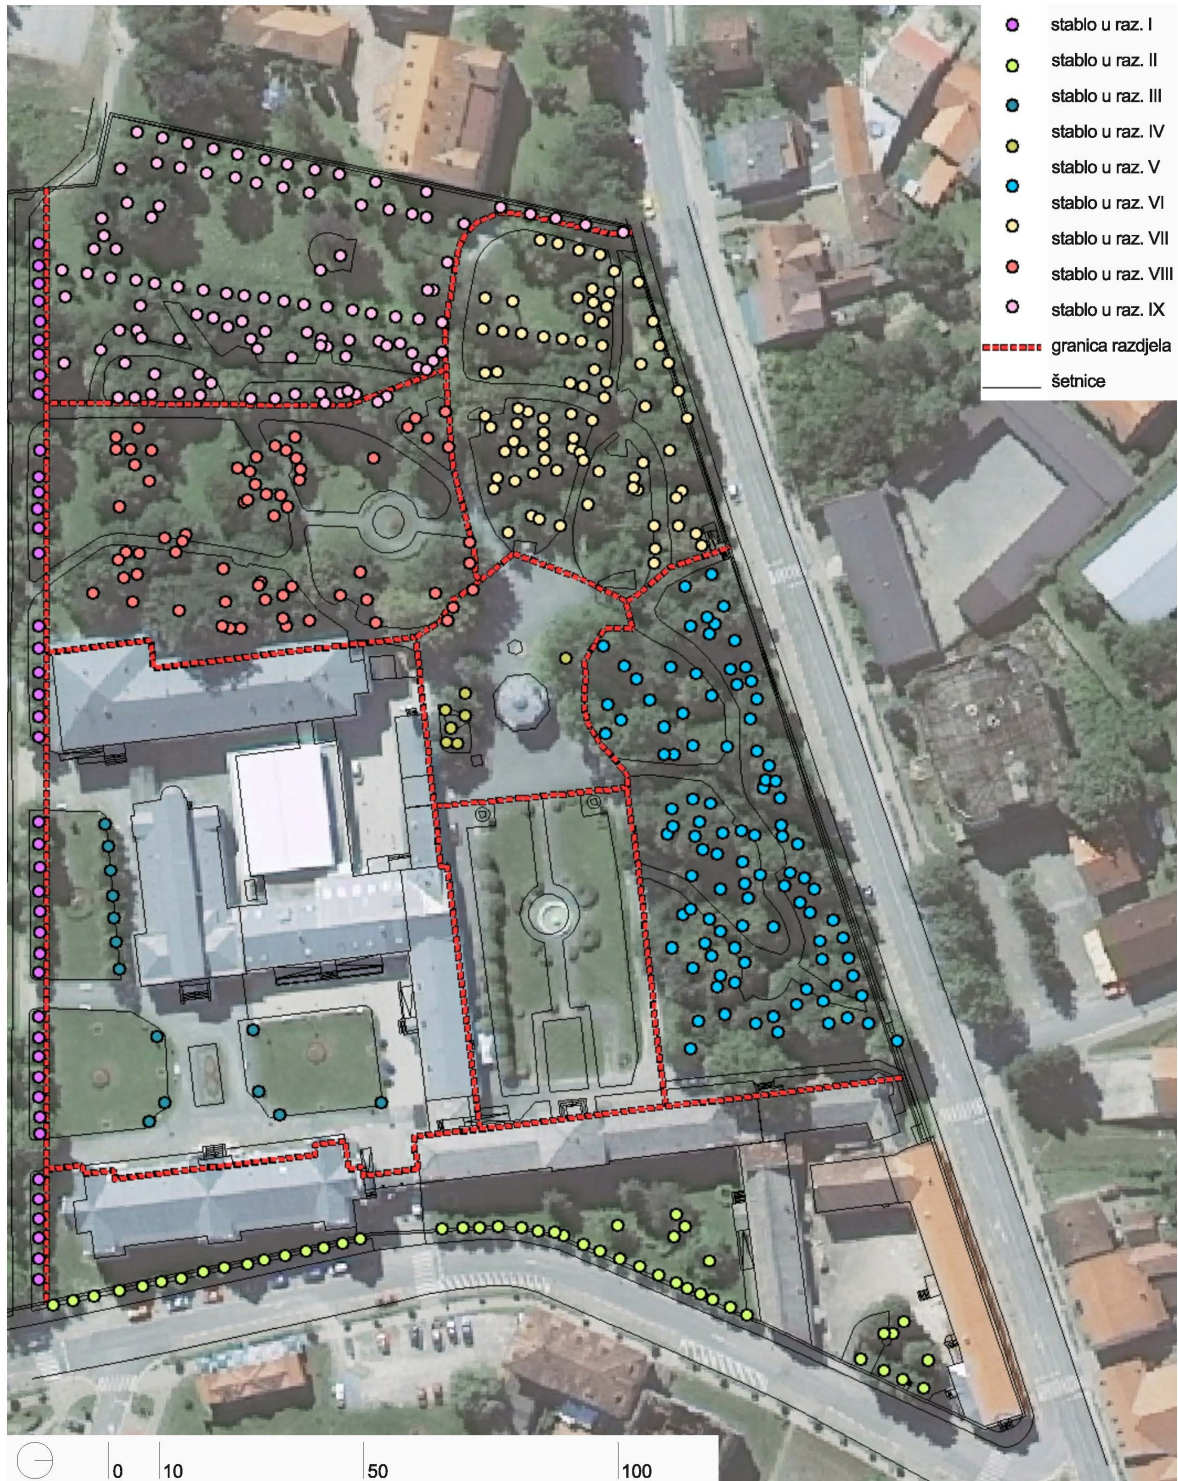 stablo u raz. I
stablo u raz. II
stablo u raz. III
stablo u raz. IV
stablo u raz. V
stablo u raz. VI
stablo u raz. VII
stablo u raz. VIII
stablo u raz. IX
granica razdjela
šetnice
0 10 50 100